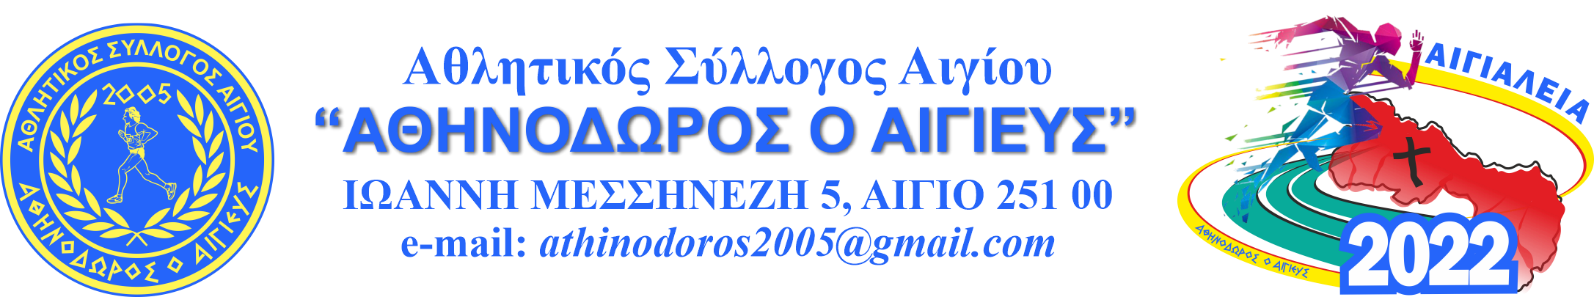 ΑΘΛΗΤΙΚΟΣ ΣΥΛΛΟΓΟΣ ΑΙΓΙΟΥ
2005
ΑΘΗΝΟΔΩΡΟΣ Ο ΑΙΓΙΕΥΣ
Αθλητικός Σύλλογος Αιγίου
“ΑΘΗΝΟΔΩΡΟΣ Ο ΑΙΓΙΕΥΣ”
ΙΩΑΝΝΗ ΜΕΣΣΗΝΕΖΗ 5, ΑΙΓΙΟ 251 00
e-mail: athinodoros2005@gmail.com
ΑΙΓΙΑΛΕΙΑ
ΑΘΗΝΟΔΩΡΟΣ Ο ΑΙΓΙΕΥΣ
2022